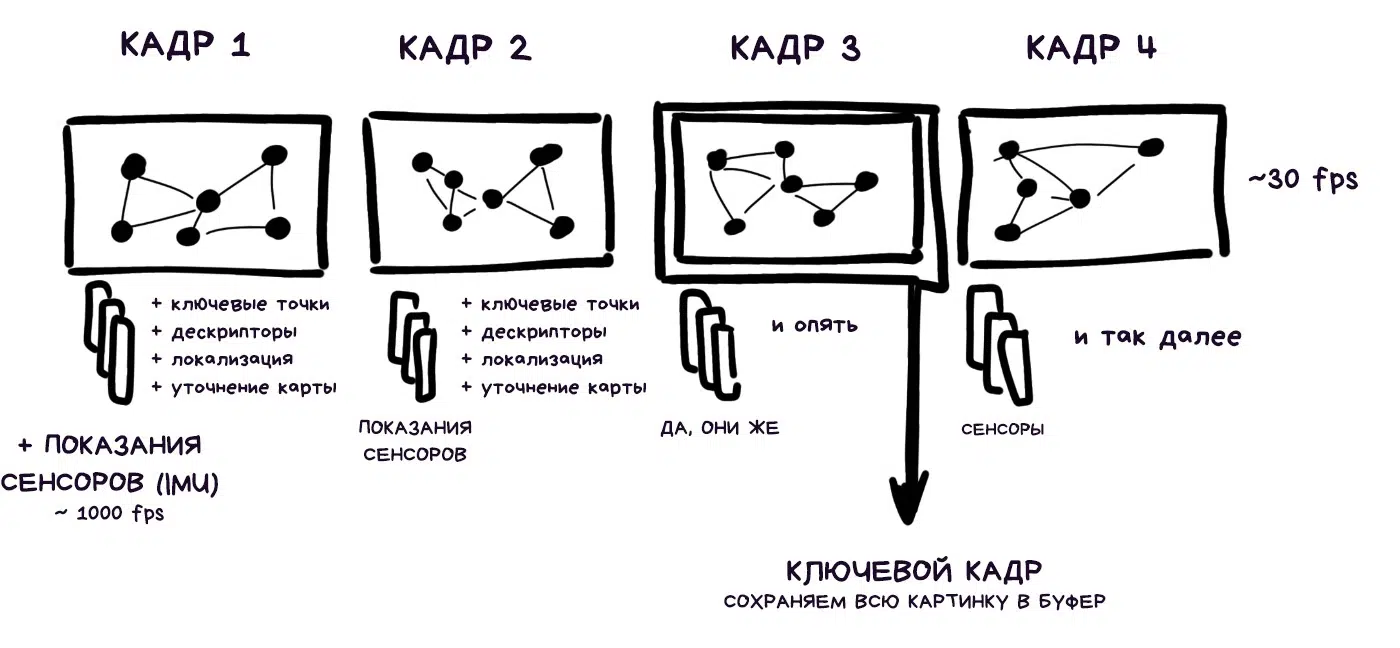 КАДР 1
КАДР 2
КАДР 3
КАДР 4
~30 fps
+ ключевые точки
+ дескрипторы
+ локализация
+ уточнение карты
+ ПОКАЗАНИЯ
СЕНСОРОВ (IMU)
~ 1000 fps
+ ключевые точки
+ дескрипторы
+ локализация
+ уточнение карты
ПОКАЗАНИЯ
СЕНСОРОВ
и опять
ДА, ОНИ ЖЕ
и так далее
СЕНСОРЫ
КЛЮЧЕВОЙ КАДР
СОХРАНЯЕМ ВСЮ КАРТИНКУ В БУФЕР